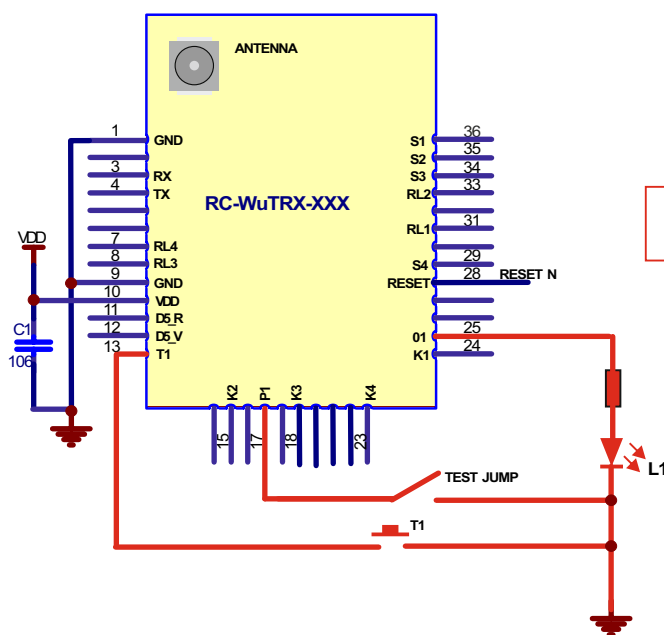 ANTENNA
1 GND S1 36
S2 35
3 RX S3 34
4 TX RL2 33
RC-WuTRX-XXX
RL1 31
VDD
7 RL4
8 RL3 S4 29
9 GND RESET 28 RESET N
10 VDD
11 D5_R
C1 12 D5_V 01 25
106 13 T1 K1 24
K2 P1 K3 K4
15 17 18 23
TEST JUMP
L1
T1